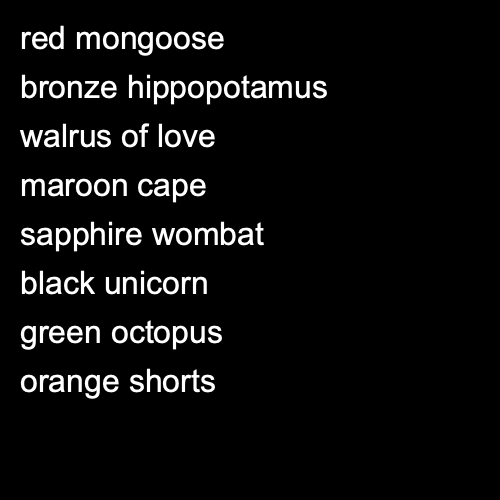 red mongoose
bronze hippopotamus
walrus of love
maroon cape
sapphire wombat
black unicorn
green octopus
orange shorts